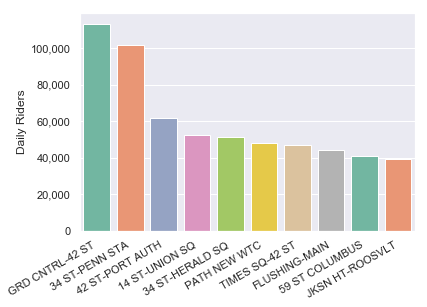 Daily Riders
100,000
80,000
60,000
40,000
20,000
0
GRD CNTRL-42 ST
34 ST-PENN STA
42 ST-PORT AUTH
14 ST-UNION SQ
34 ST-HERALD SQ
PATH NEW WTC
TIMES SQ-42 ST
FLUSHING-MAIN
59 ST COLUMBUS
JKSN HT-ROOSVLT